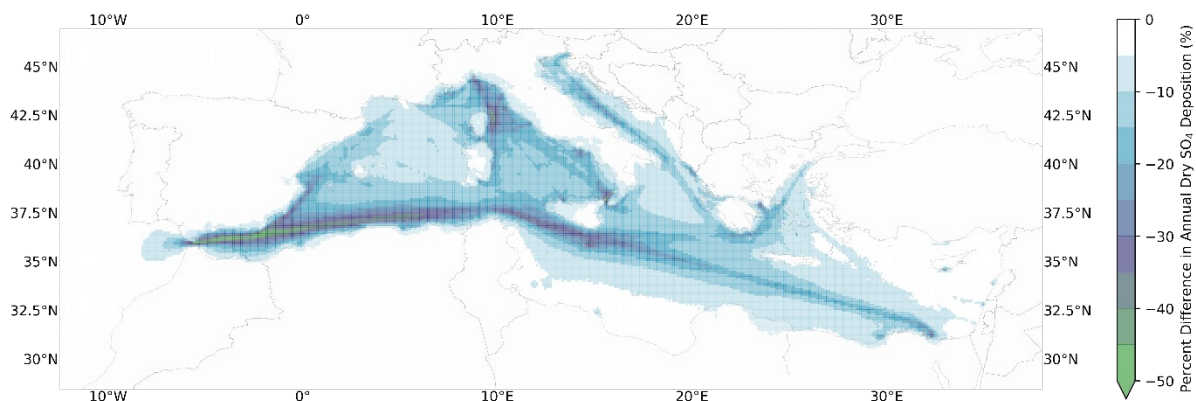 10°W 0° 10°E 20°E 30°E
45°N 45°N
42.5°N 42.5°N
40°N 40°N
37.5°N 37.5°N
35°N 35°N
32.5°N 32.5°N
30°N 30°N
10°W 0° 10°E 20°E 30°E
0
−10
−20
−30
−40
−50
Percent Difference in Annual Dry SO₄ Deposition (%)